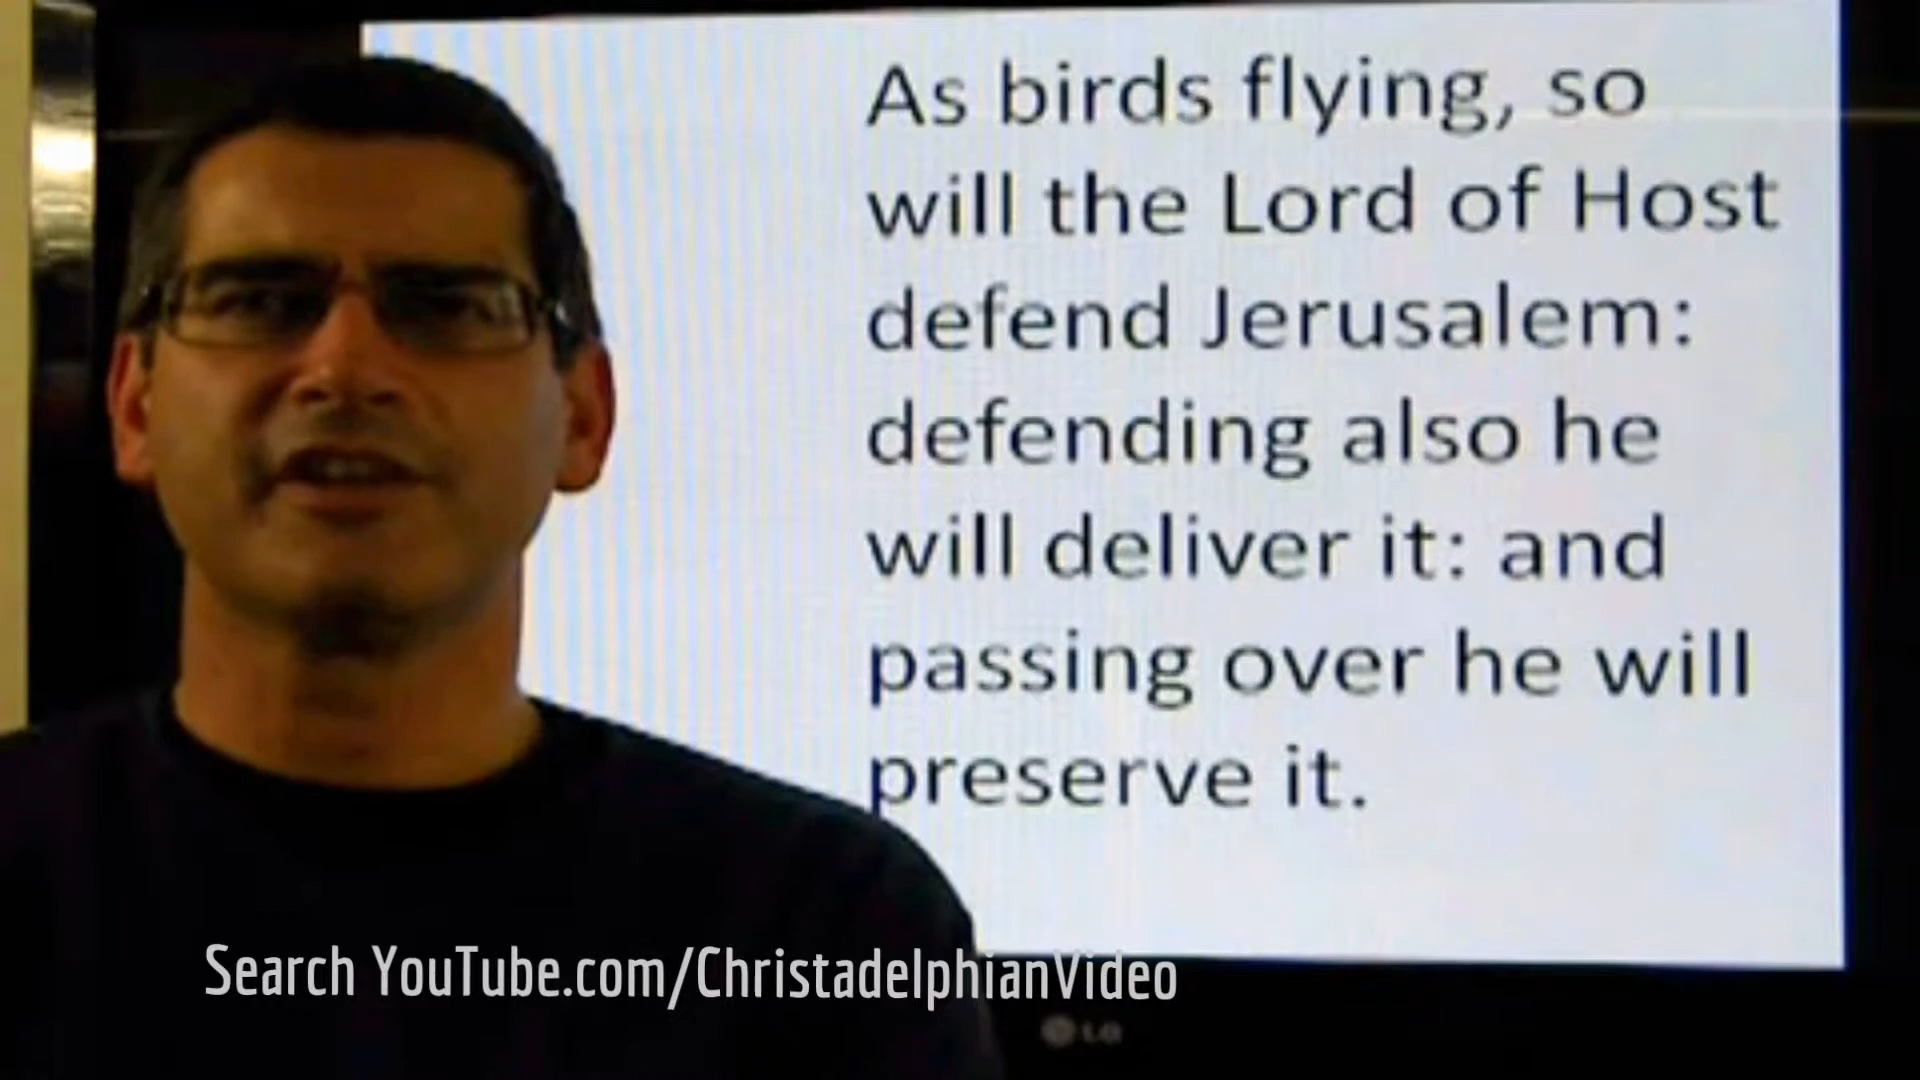 As birds flying, so
will the Lord of Host
defend Jerusalem:
defending also he
will deliver it: and
passing over he will
preserve it.
Search YouTube.com/ChristadelphianVideo
LG